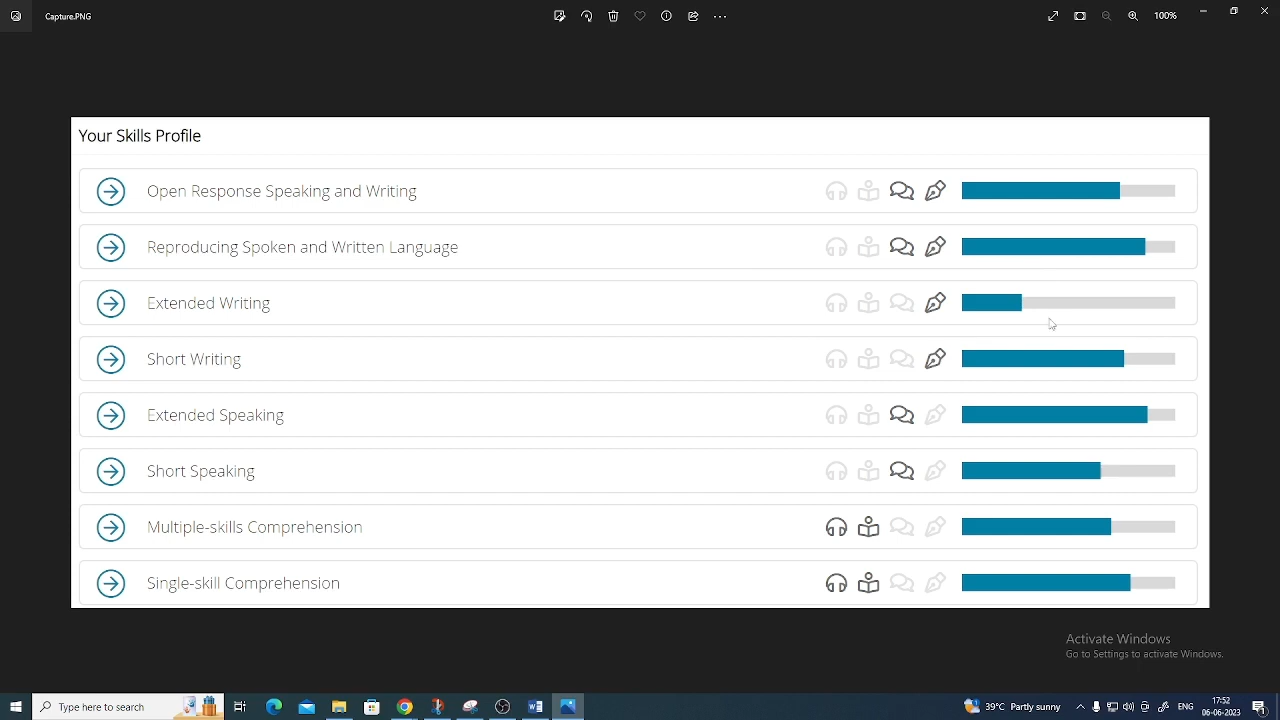 Capture.PNG
100%
Your Skills Profile
Open Response Speaking and Writing
Reproducing Spoken and Written Language
Extended Writing
Short Writing
Extended Speaking
Short Speaking
Multiple-skills Comprehension
Single-skill Comprehension
Activate Windows
Go to Settings to activate Windows.
Type here to search
39°C Partly sunny
ENG
17:52
06-06-2023